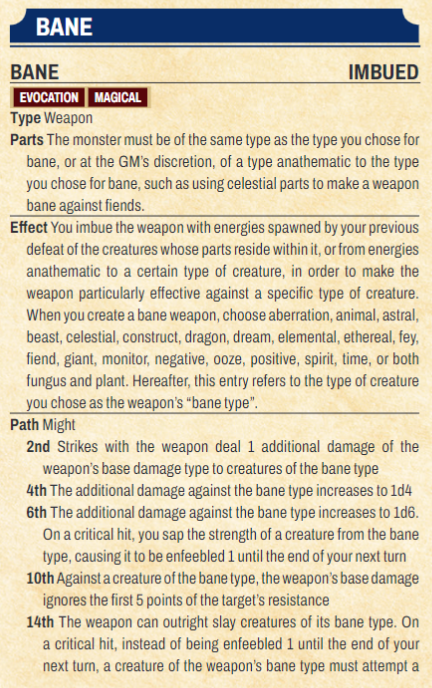 BANE
BANE IMBUED
EVOCATION MAGICAL
Type Weapon
Parts The monster must be of the same type as the type you chose for
bane, or at the GM's discretion, of a type anathematic to the type
you chose for bane, such as using celestial parts to make a weapon
bane against fiends.
Effect You imbue the weapon with energies spawned by your previous
defeat of the creatures whose parts reside within it, or from energies
anathematic to a certain type of creature, in order to make the
weapon particularly effective against a specific type of creature.
When you create a bane weapon, choose aberration, animal, astral,
beast, celestial, construct, dragon, dream, elemental, ethereal, fey,
fiend, giant, monitor, negative, ooze, positive, spirit, time, or both
fungus and plant. Hereafter, this entry refers to the type of creature
you chose as the weapon's “bane type”.
Path Might
2nd Strikes with the weapon deal 1 additional damage of the
weapon's base damage type to creatures of the bane type
4th The additional damage against the bane type increases to 1d4
6th The additional damage against the bane type increases to 1d6.
On a critical hit, you sap the strength of a creature from the bane
type, causing it to be enfeebled 1 until the end of your next turn
10th Against a creature of the bane type, the weapon's base damage
ignores the first 5 points of the target's resistance
14th The weapon can outright slay creatures of its bane type. On
a critical hit, instead of being enfeebled 1 until the end of your
next turn, a creature of the weapon's bane type must attempt a